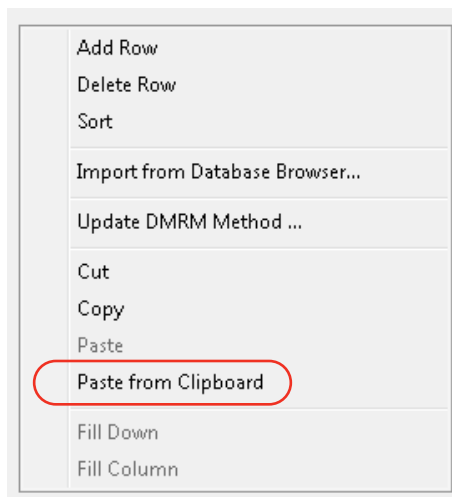 Add Row
Delete Row
Sort
Import from Database Browser...
Update DMRM Method ...
Cut
Copy
Paste
Paste from Clipboard
Fill Down
Fill Column